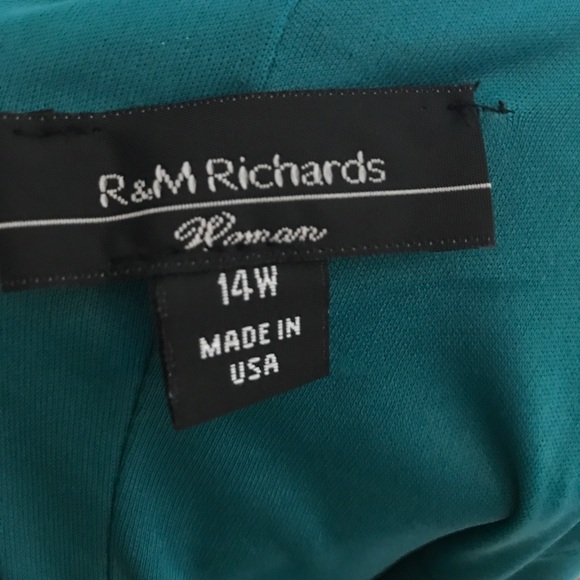 R&M Richards
Woman
14W
MADE IN
USA